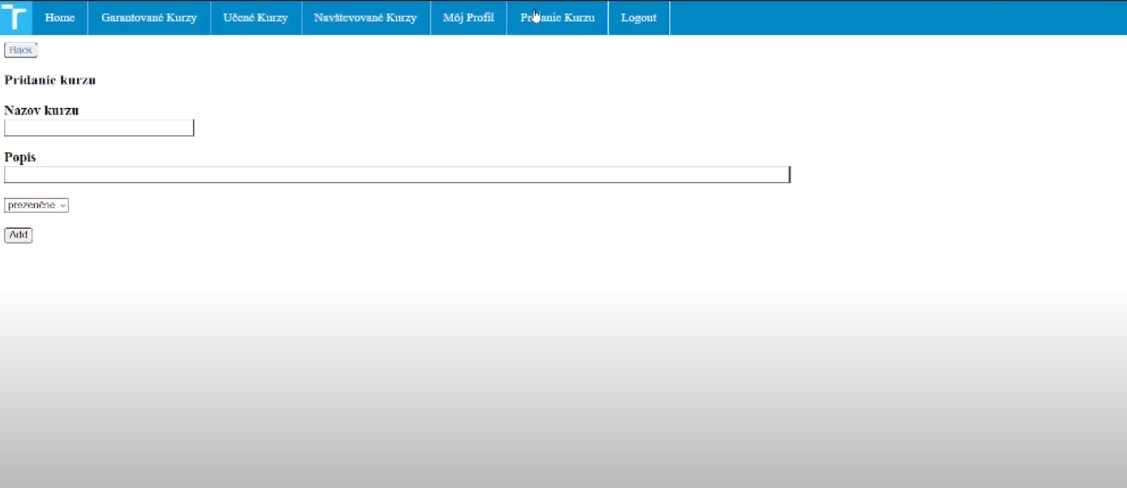 Home Garantované Kurzy Učené Kurzy Navštevované Kurzy Môj Profil Pridanie Kurzu Logout
Back
Pridanie kurzu
Nazov kurzu
Popis
prezenčne
Add